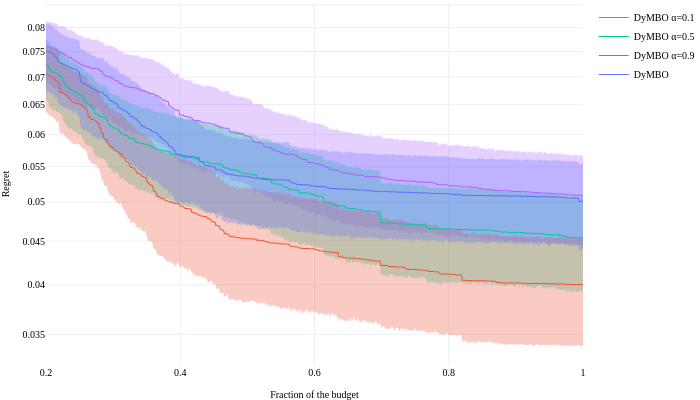 0.08
0.075
0.07
0.065
0.06
0.055
0.05
0.045
0.04
0.035
Regret
0.2
0.4
0.6
0.8
1
Fraction of the budget
DyMBO α=0.1
DyMBO α=0.5
DyMBO α=0.9
DyMBO